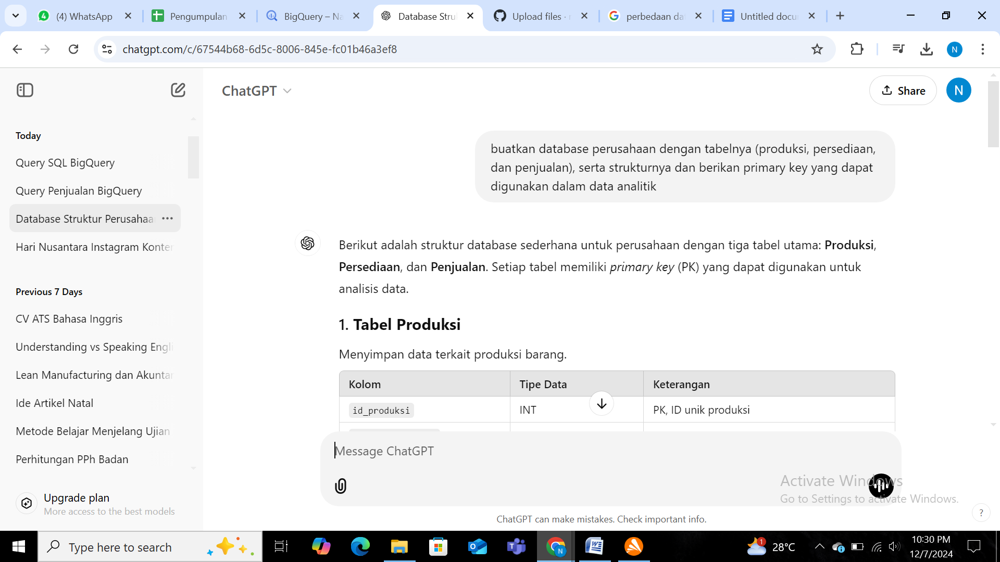 (4) WhatsApp
Pengumpulan
BigQuery – Na
Database Stru
Upload files ·
perbedaan da
Untitled docu
chatgpt.com/c/67544b68-6d5c-8006-845e-fc01b46a3ef8
N
ChatGPT
Share
N
Today
Query SQL BigQuery
Query Penjualan BigQuery
Database Struktur Perusahaa
Hari Nusantara Instagram Konten
Previous 7 Days
CV ATS Bahasa Inggris
Understanding vs Speaking Engli
Lean Manufacturing dan Akuntan
Ide Artikel Natal
Metode Belajar Menjelang Ujian
Perhitungan PPh Badan
Upgrade plan
More access to the best models
buatkan database perusahaan dengan tabelnya (produksi, persediaan,
dan penjualan), serta strukturnya dan berikan primary key yang dapat
digunakan dalam data analitik
Berikut adalah struktur database sederhana untuk perusahaan dengan tiga tabel utama: Produksi,
Persediaan, dan Penjualan. Setiap tabel memiliki primary key (PK) yang dapat digunakan untuk
analisis data.
1. Tabel Produksi
Menyimpan data terkait produksi barang.
Kolom Tipe Data Keterangan
id_produksi INT PK, ID unik produksi
Message ChatGPT
Activate Windows
Go to Settings to activate Windows.
ChatGPT can make mistakes. Check important info.
?
Type here to search
1
28°C
10:30 PM
12/7/2024